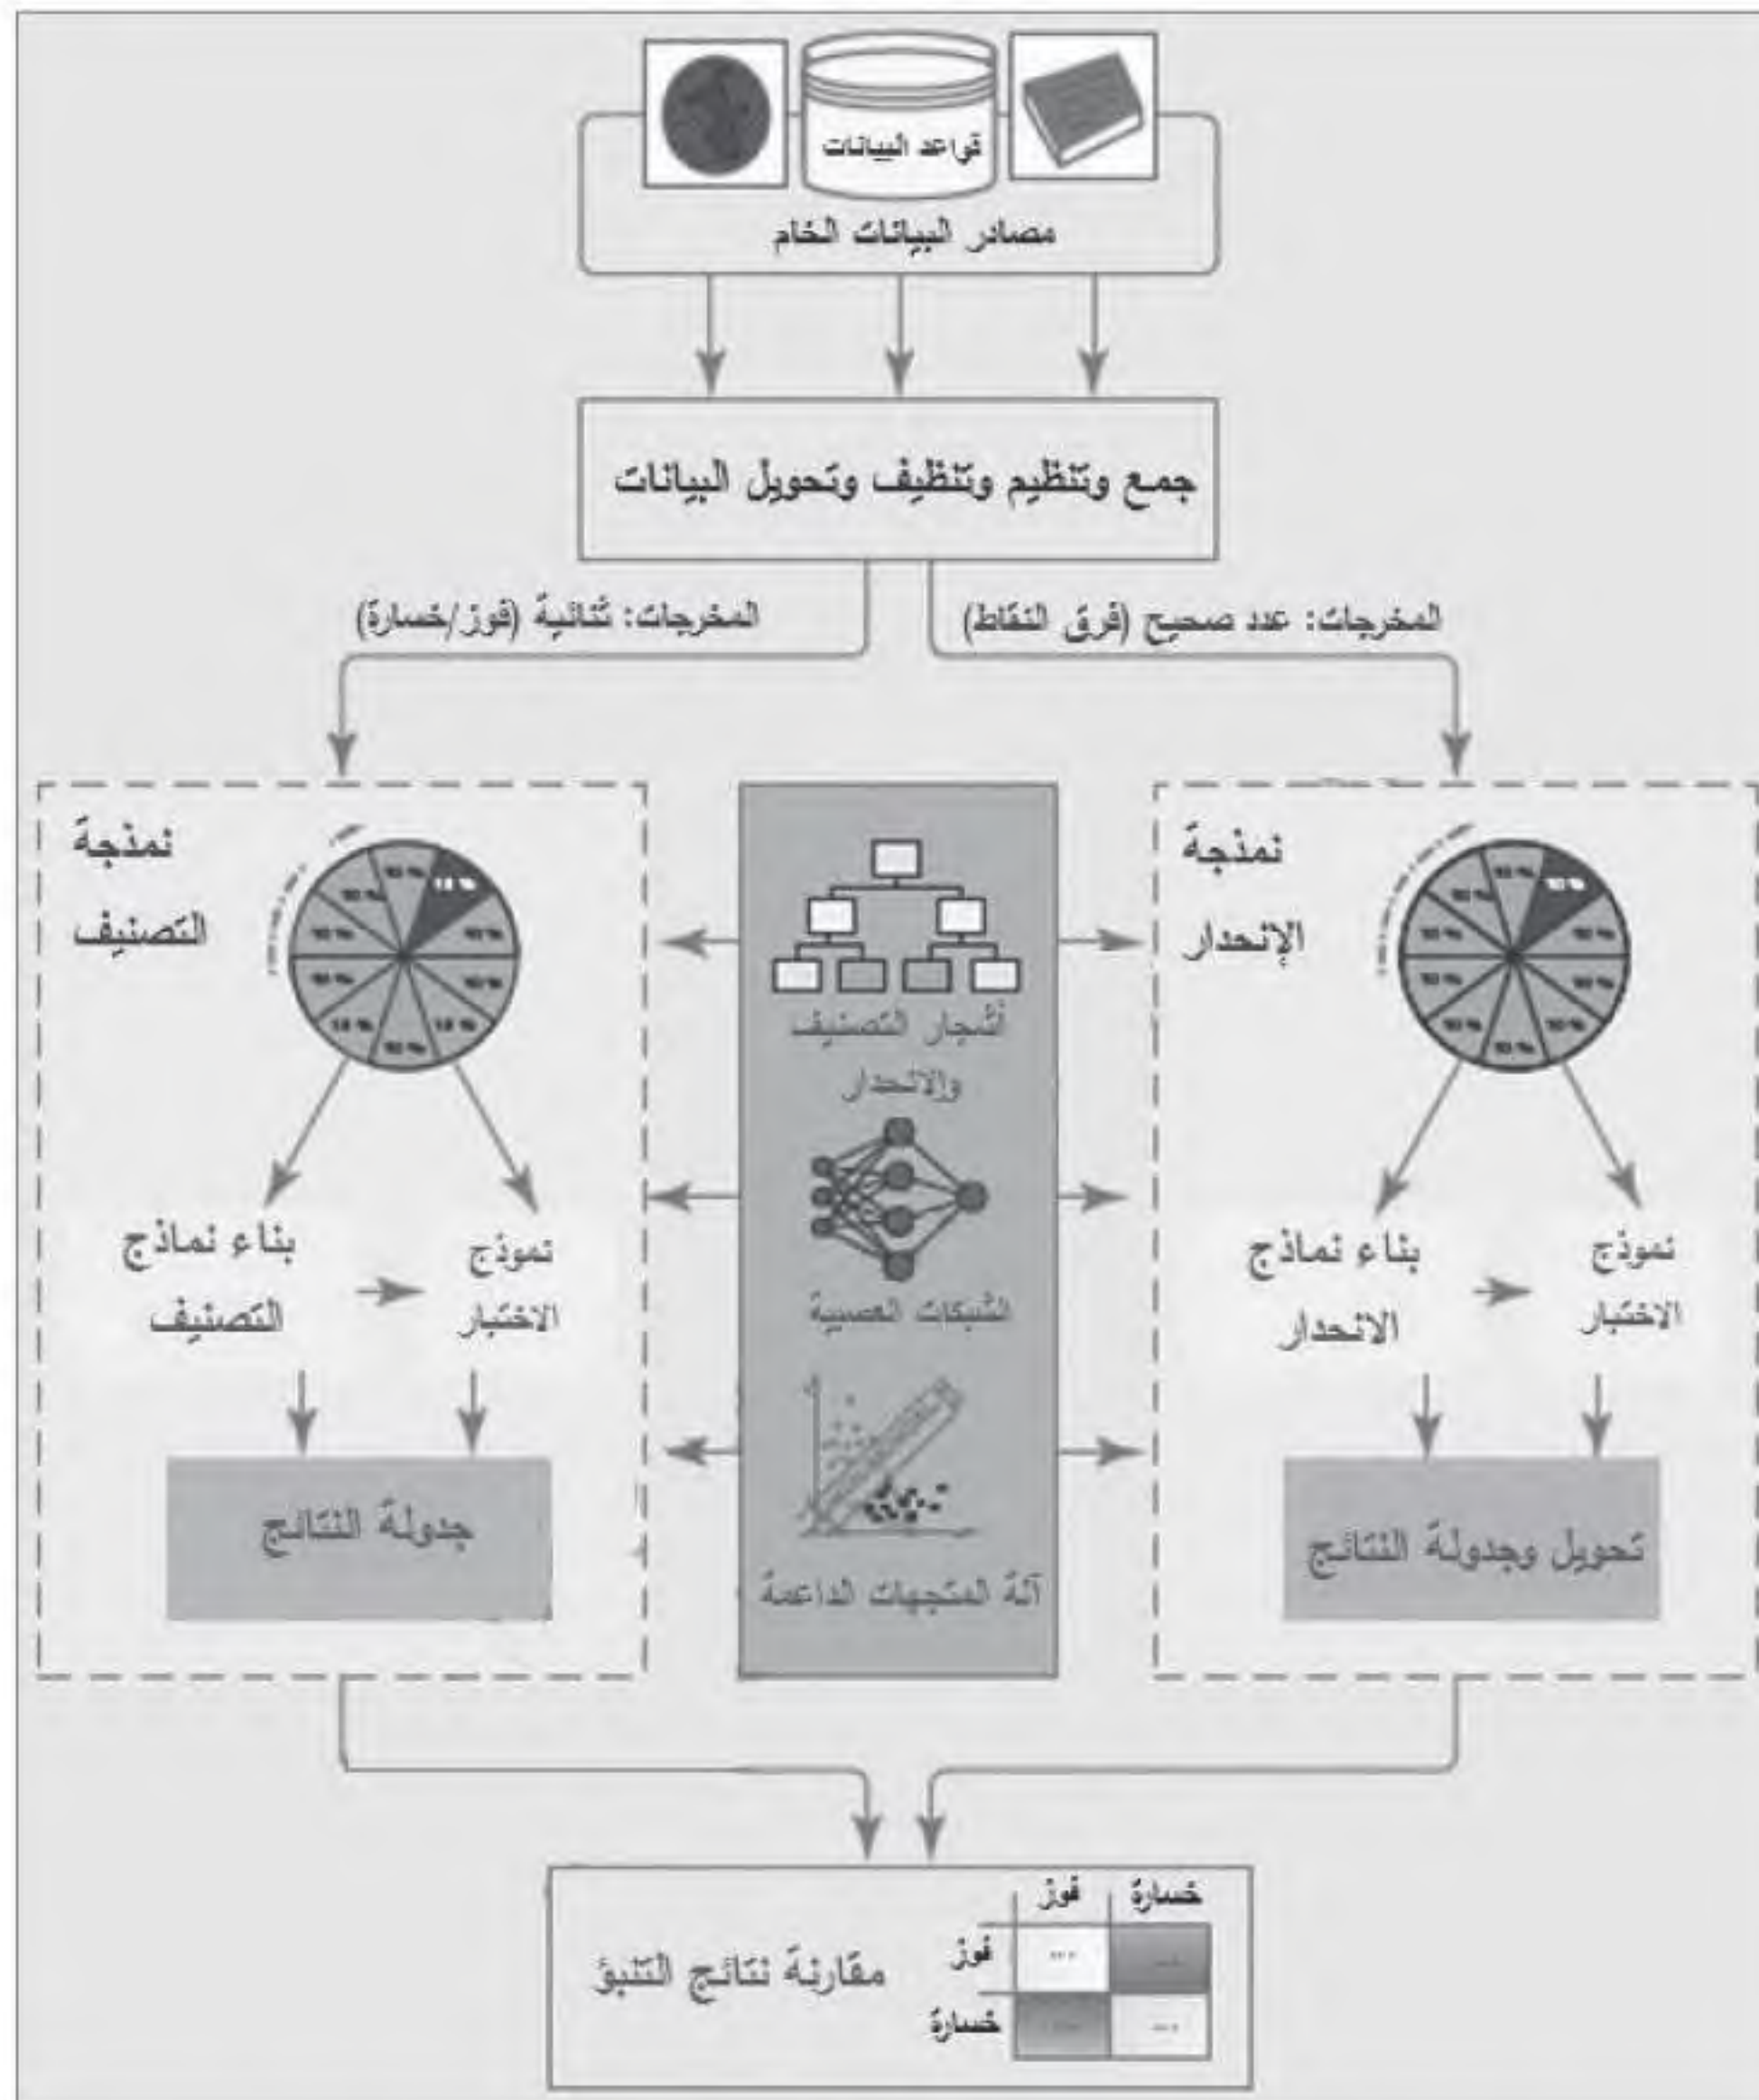 قواعد البيانات
مصادر البيانات الخام
جمع وتنظيم وتنظيف وتحويل البيانات
المخرجات: عدد صحيح (فرق النقاط)
المخرجات: ثنائية (فوز/خسارة)
نمذجة
الإنحدار
10 %
بناء نماذج
الانحدار
نموذج
الاختبار
تحويل وجدولة النتائج
أشجار التصنيف
والانحدار
الشبكات العصبية
آلة المتجهات الداعمة
نمذجة
التصنيف
10 %
بناء نماذج
التصنيف
نموذج
الاختبار
جدولة النتائج
خسارة
فوز
فوز
خسارة
مقارنة نتائج التنبؤ